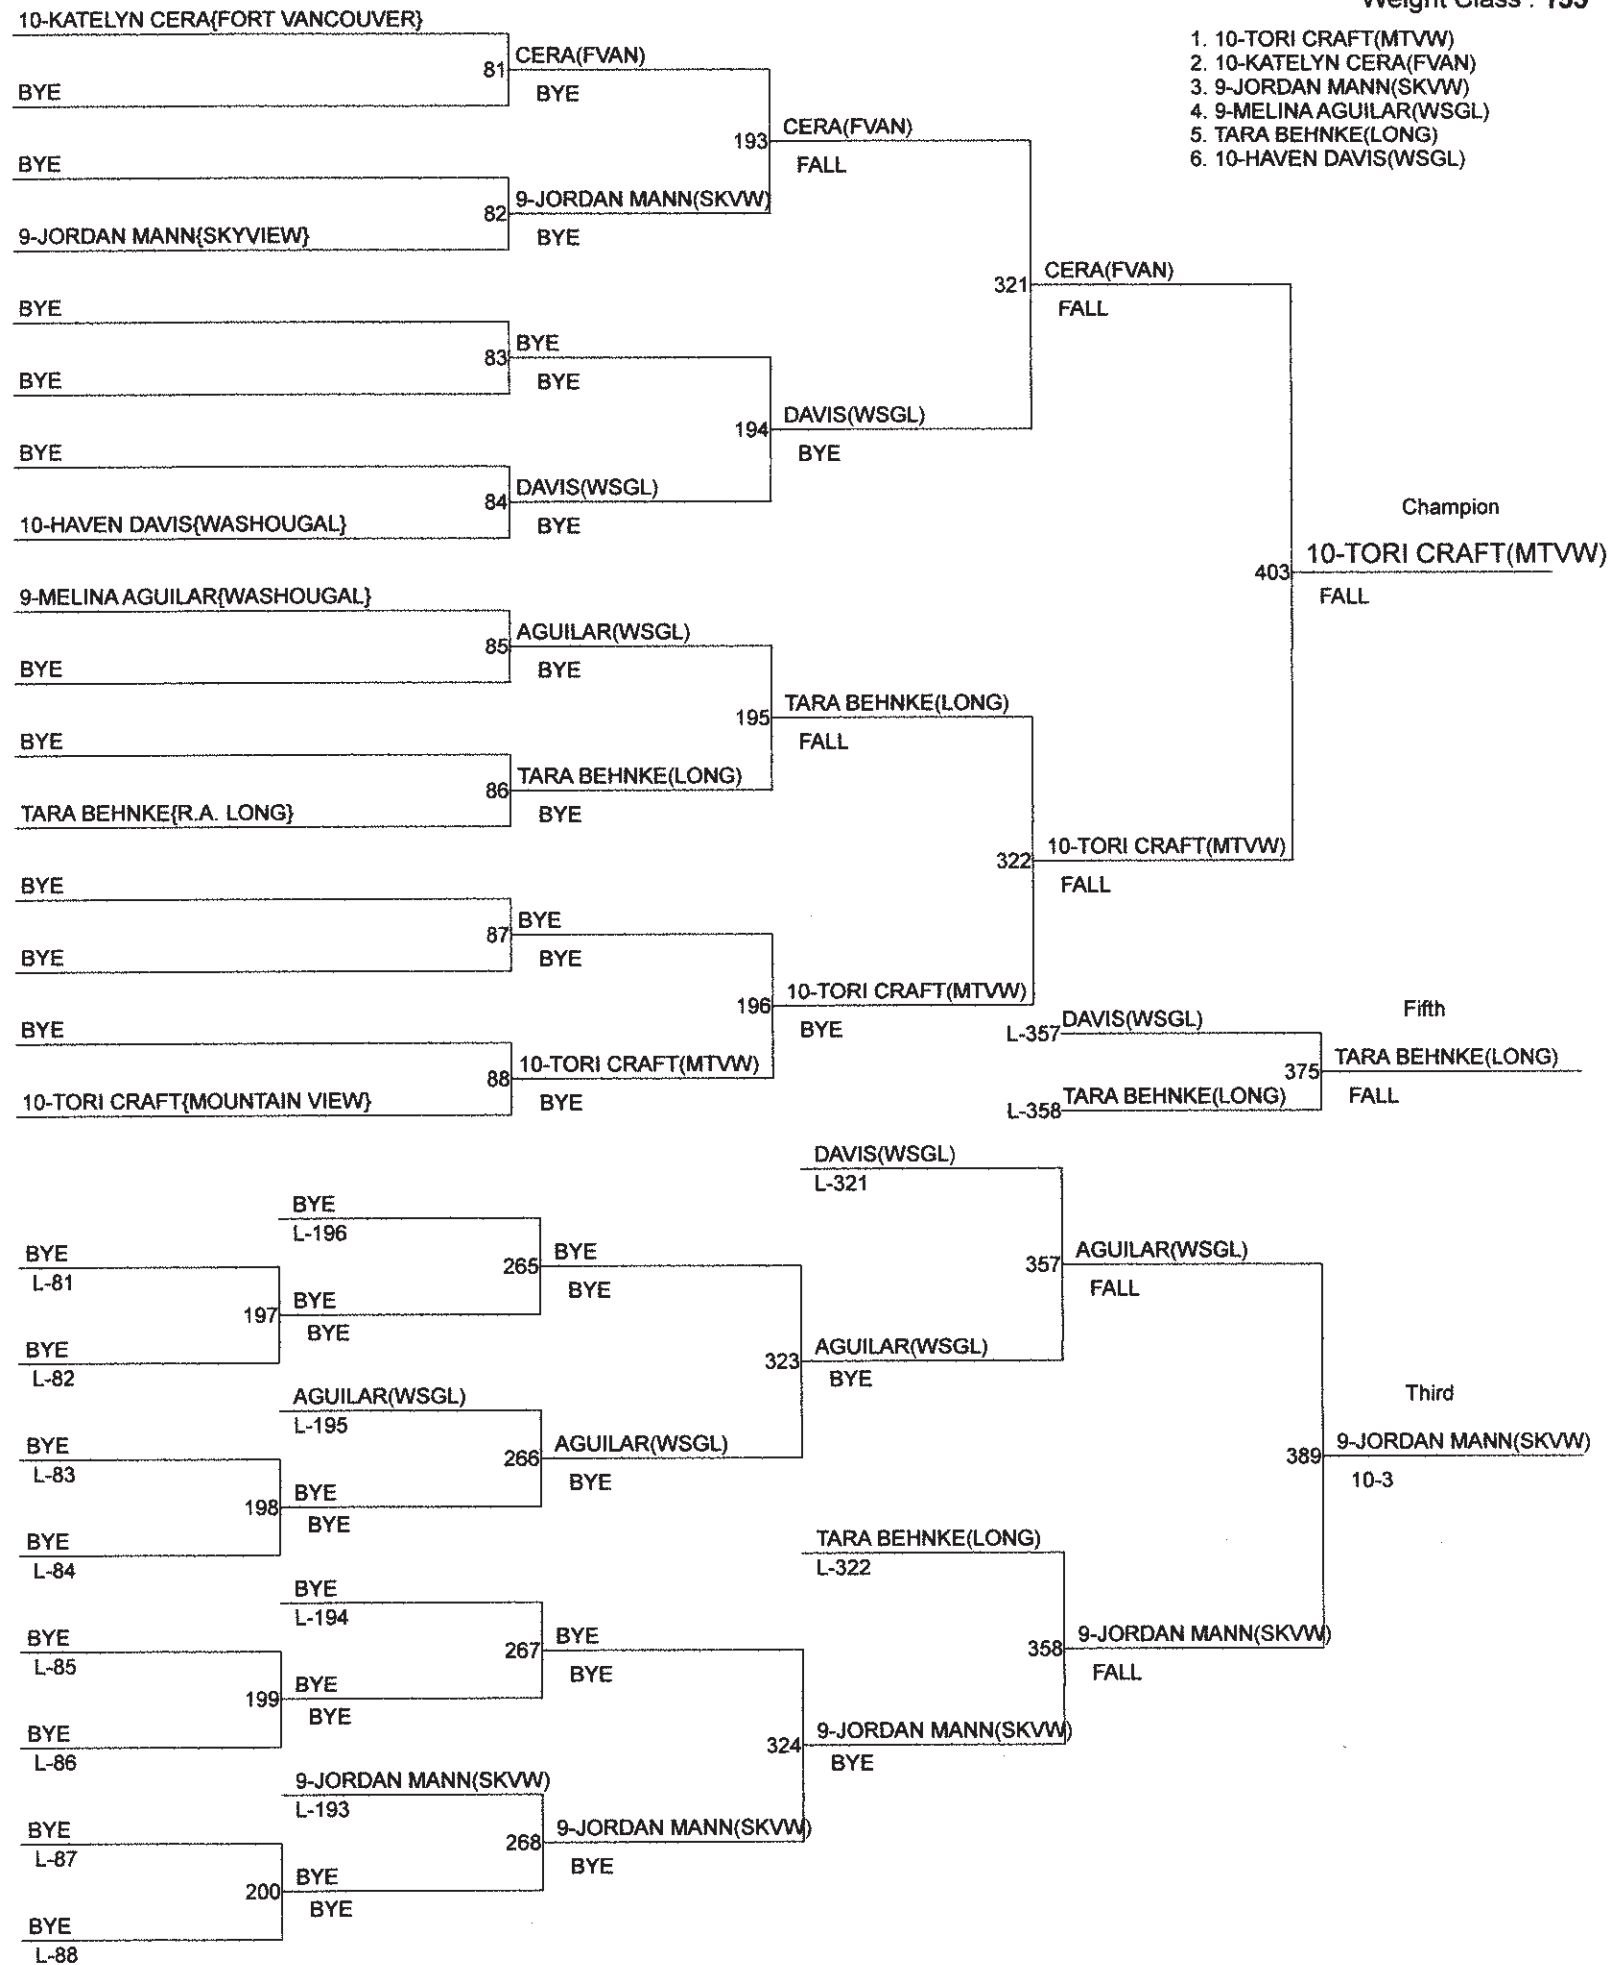 Weight Class :
1. 10-TORI CRAFT(MTVW)
2. 10-KATELYN CERA(FVAN)
3. 9-JORDAN MANN(SKVW)
4. 9-MELINA AGUILAR(WSGL)
5. TARA BEHNKE(LONG)
6. 10-HAVEN DAVIS(WSGL)
10-KATELYN CERA{FORT VANCOUVER}
81 CERA(FVAN)
BYE
BYE
193 CERA(FVAN)
FALL
BYE
82 9-JORDAN MANN(SKVW)
9-JORDAN MANN{SKYVIEW}
BYE
321 CERA(FVAN)
FALL
BYE
83 BYE
BYE
BYE
194 DAVIS(WSGL)
BYE
BYE
84 DAVIS(WSGL)
10-HAVEN DAVIS{WASHOUGAL}
BYE
Champion
403 10-TORI CRAFT(MTVW)
FALL
9-MELINA AGUILAR{WASHOUGAL}
85 AGUILAR(WSGL)
BYE
BYE
195 TARA BEHNKE(LONG)
FALL
BYE
86 TARA BEHNKE(LONG)
TARA BEHNKE{R.A. LONG}
BYE
322 10-TORI CRAFT(MTVW)
FALL
BYE
87 BYE
BYE
BYE
196 10-TORI CRAFT(MTVW)
BYE
BYE
88 10-TORI CRAFT(MTVW)
10-TORI CRAFT{MOUNTAIN VIEW}
BYE
Fifth
L-357 DAVIS(WSGL)
375 TARA BEHNKE(LONG)
FALL
L-358 TARA BEHNKE(LONG)
DAVIS(WSGL)
L-321
BYE
L-196
BYE
L-81
265 BYE
BYE
197 BYE
BYE
BYE
L-82
357 AGUILAR(WSGL)
FALL
323 AGUILAR(WSGL)
BYE
AGUILAR(WSGL)
L-195
BYE
L-83
266 AGUILAR(WSGL)
BYE
198 BYE
BYE
BYE
L-84
Third
389 9-JORDAN MANN(SKVW)
10-3
TARA BEHNKE(LONG)
L-322
BYE
L-194
BYE
L-85
267 BYE
BYE
199 BYE
BYE
BYE
L-86
358 9-JORDAN MANN(SKVW)
FALL
324 9-JORDAN MANN(SKVW)
BYE
9-JORDAN MANN(SKVW)
L-193
BYE
L-87
268 9-JORDAN MANN(SKVW)
BYE
200 BYE
BYE
BYE
L-88